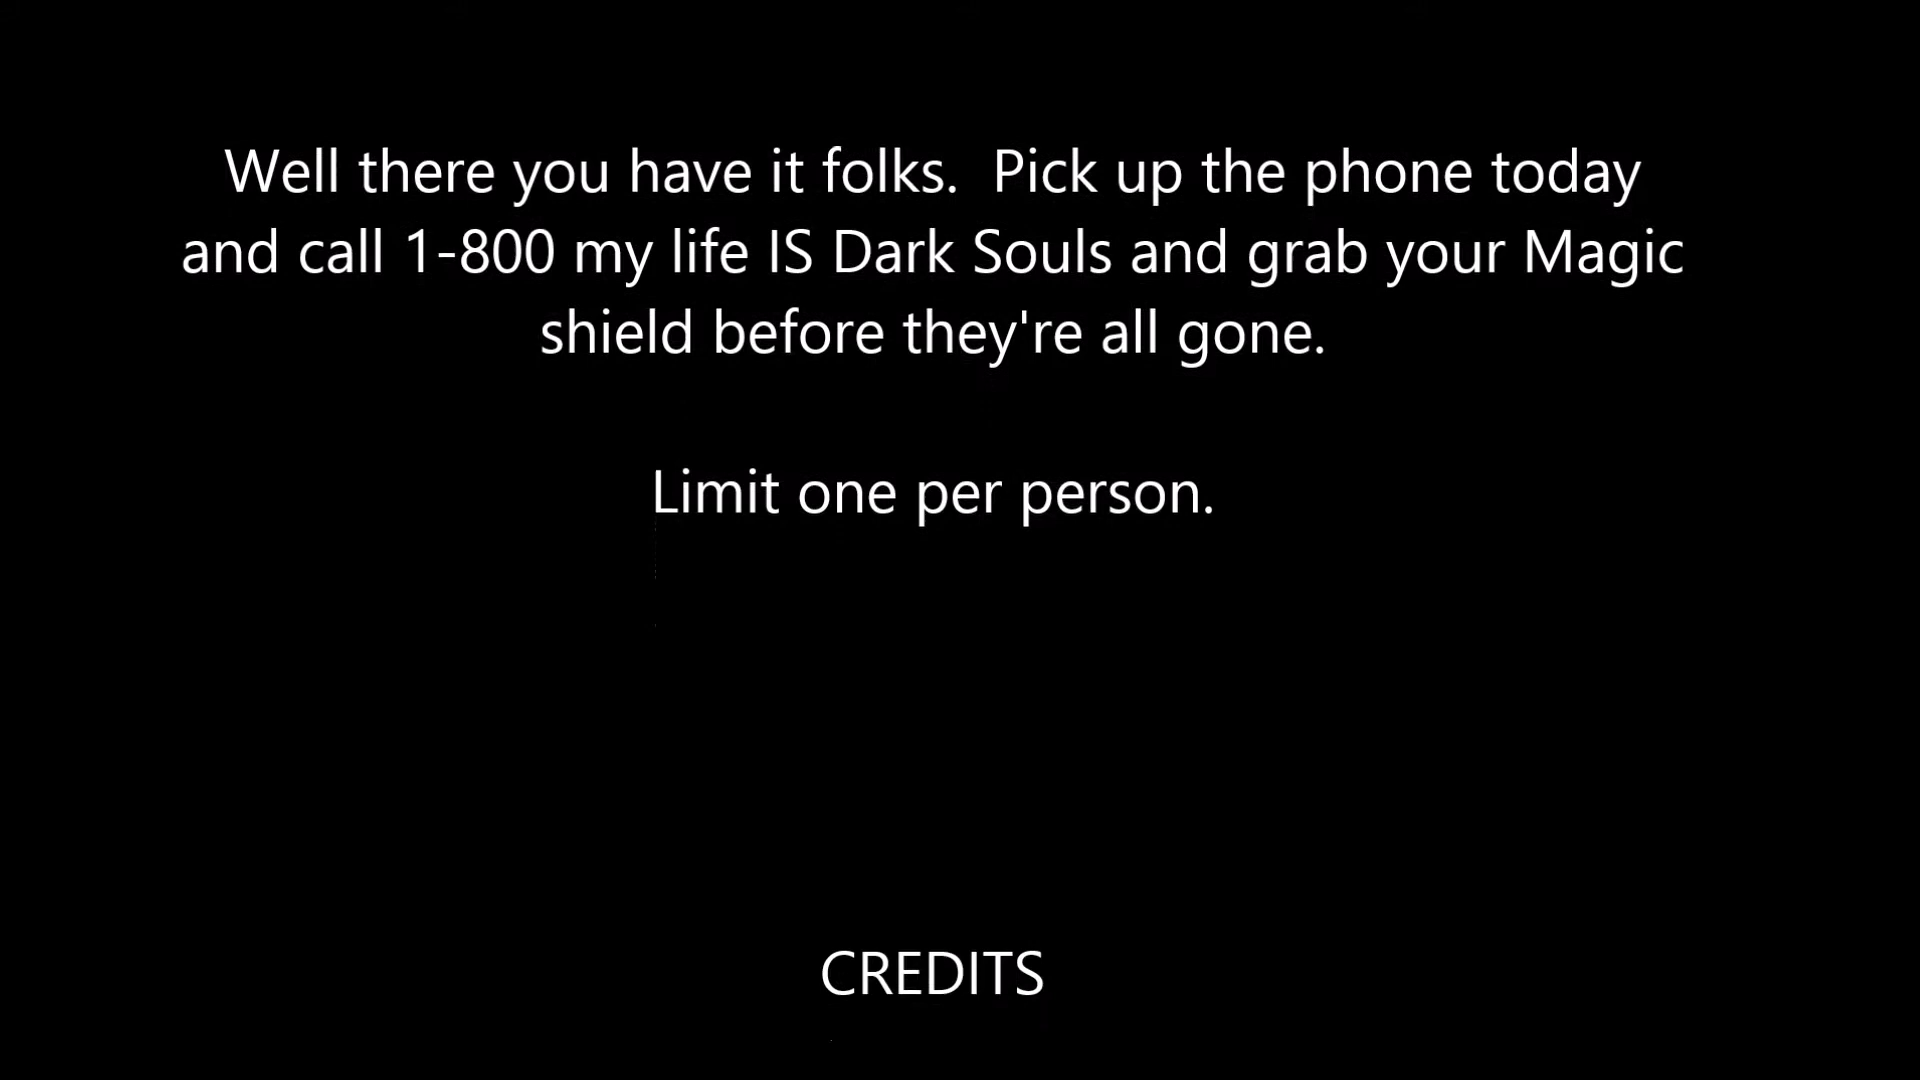 Well there you have it folks.  Pick up the phone today
and call 1-800 my life IS Dark Souls and grab your Magic
shield before they're all gone.
Limit one per person.
CREDITS